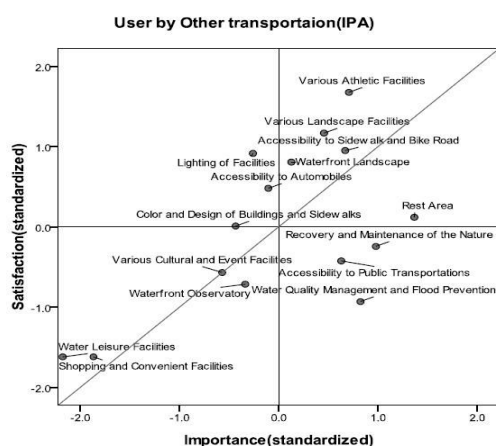 User by Other transportaion(IPA)
2.0
Various Athletic Facilities
Various Landscape Facilities
Accessibility to Sidewalk and Bike Road
1.0
Lighting of Facilities
Waterfront Landscape
Accessibility to Automobiles
Rest Area
Color and Design of Buildings and Sidewalks
0.0
Recovery and Maintenance of the Nature
Various Cultural and Event Facilities
Accessibility to Public Transportations
Waterfront Observatory
Water Quality Management and Flood Prevention
-1.0
Water Leisure Facilities
Shopping and Convenient Facilities
-2.0
Satisfaction(standardized)
-2.0 -1.0 0.0 1.0 2.0
Importance(standardized)